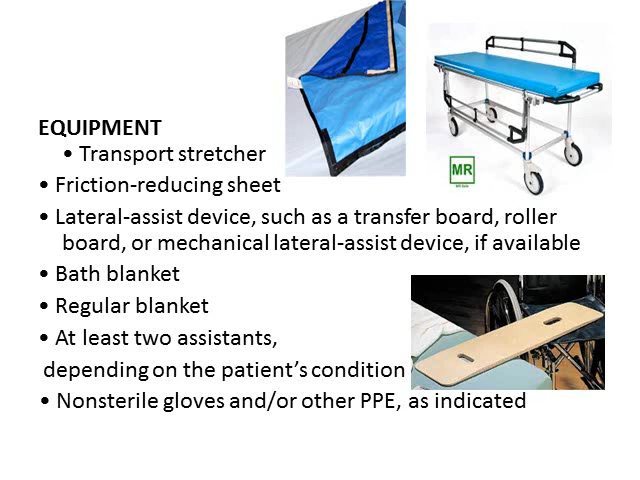 EQUIPMENT
• Transport stretcher
• Friction-reducing sheet
• Lateral-assist device, such as a transfer board, roller
board, or mechanical lateral-assist device, if available
• Bath blanket
• Regular blanket
• At least two assistants,
depending on the patient's condition
• Nonsterile gloves and/or other PPE, as indicated
MR